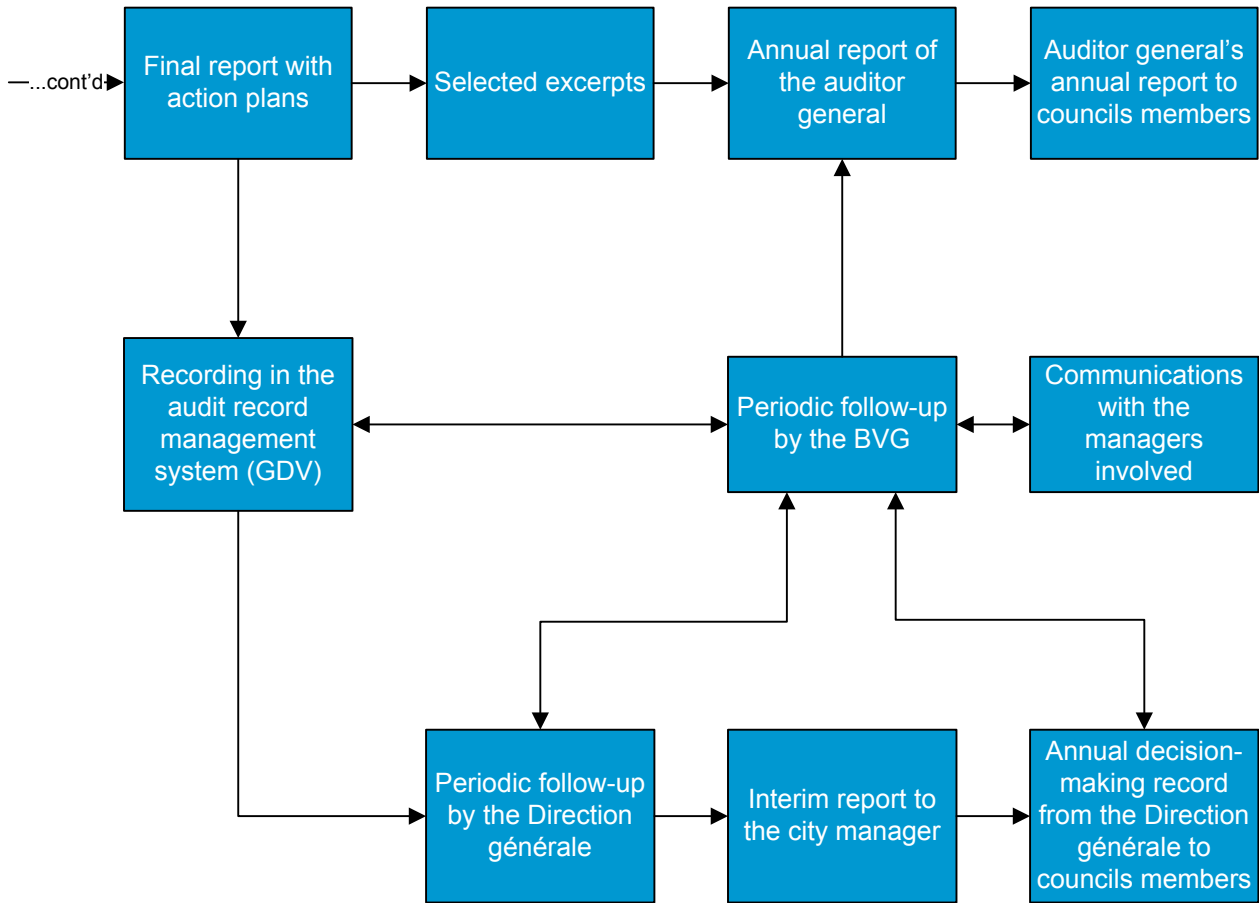 ...cont’d
Final report with
action plans
Selected excerpts
Annual report of
the auditor
general
Auditor general’s
annual report to
councils members
Recording in the
audit record
management
system (GDV)
Periodic follow-up
by the BVG
Communications
with the
managers
involved
Periodic follow-up
by the Direction
générale
Interim report to
the city manager
Annual decision-
making record
from the Direction
générale to
councils members